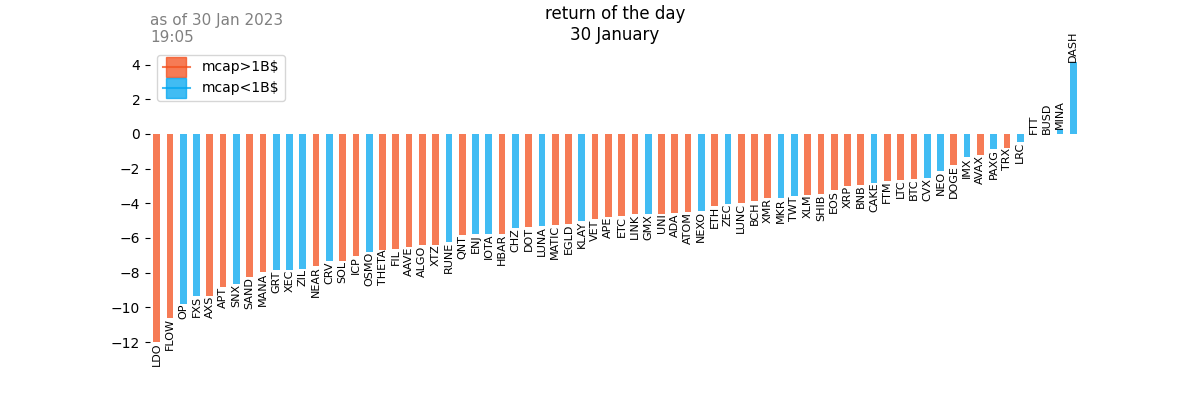 as of 30 Jan 2023
19:05
return of the day
30 January
mcap>1B$
mcap<1B$
4
2
0
−2
−4
−6
−8
−10
−12
LDO
FLOW
OP
FXS
AXS
APT
SNX
SAND
MANA
GRT
XEC
ZIL
NEAR
CRV
SOL
ICP
OSMO
THETA
FIL
AAVE
ALGO
XTZ
RUNE
QNT
ENJ
IOTA
HBAR
CHZ
DOT
LUNA
MATIC
EGLD
KLAY
VET
APE
ETC
LINK
GMX
UNI
ADA
ATOM
NEXO
ETH
ZEC
LUNC
BCH
XMR
MKR
TWT
XLM
SHIB
EOS
XRP
BNB
CAKE
FTM
LTC
BTC
CVX
NEO
DOGE
IMX
AVAX
PAXG
TRX
LRC
FTT
BUSD
MINA
DASH